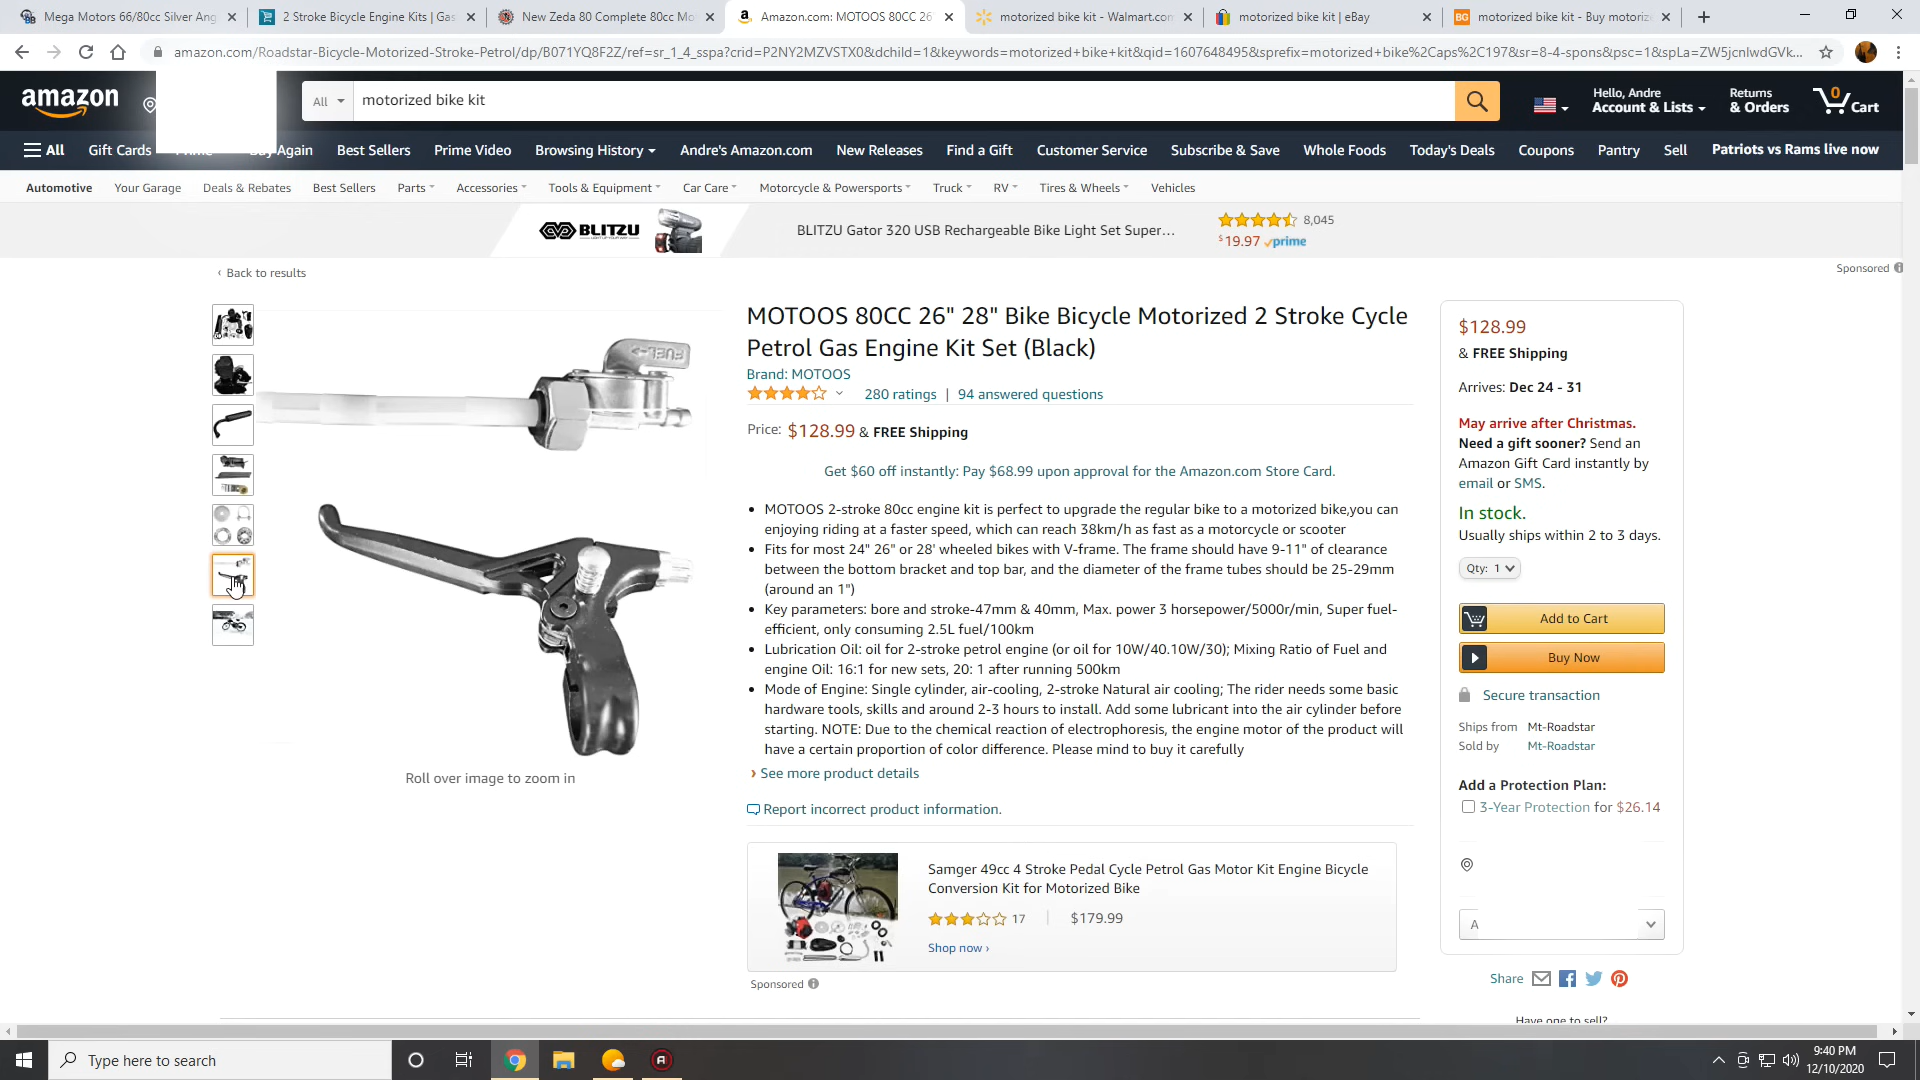 Mega Motors 66/80cc Silver Ang
2 Stroke Bicycle Engine Kits | Gas
New Zeda 80 Complete 80cc Mo
Amazon.com: MOTOOS 80CC 26"
motorized bike kit - Walmart.com
motorized bike kit | eBay
motorized bike kit - Buy motoriz
amazon.com/Roadstar-Bicycle-Motorized-Stroke-Petrol/dp/B071YQ8F2Z/ref=sr_1_4_sspa?crid=P2NY2MZVSTX0&dchild=1&keywords=motorized+bike+kit&qid=1607648495&sprefix=motorized+bike%2Caps%2C197&sr=8-4-spons&psc=1&spLa=ZW5jcnlwdGVk...
amazon
All
motorized bike kit
Hello, Andre
Account & Lists
Returns
& Orders
0
Cart
All
Gift Cards
Prime
Buy Again
Best Sellers
Prime Video
Browsing History
Andre's Amazon.com
New Releases
Find a Gift
Customer Service
Subscribe & Save
Whole Foods
Today's Deals
Coupons
Pantry
Sell
Patriots vs Rams live now
Automotive
Your Garage
Deals & Rebates
Best Sellers
Parts
Accessories
Tools & Equipment
Car Care
Motorcycle & Powersports
Truck
RV
Tires & Wheels
Vehicles
BLITZU
BLITZU Gator 320 USB Rechargeable Bike Light Set Super...
8,045
$19.97 prime
Sponsored
‹ Back to results
FUEL
Roll over image to zoom in
MOTOOS 80CC 26" 28" Bike Bicycle Motorized 2 Stroke Cycle
Petrol Gas Engine Kit Set (Black)
Brand: MOTOOS
280 ratings | 94 answered questions
Price: $128.99 & FREE Shipping
Get $60 off instantly: Pay $68.99 upon approval for the Amazon.com Store Card.
• MOTOOS 2-stroke 80cc engine kit is perfect to upgrade the regular bike to a motorized bike,you can
enjoying riding at a faster speed, which can reach 38km/h as fast as a motorcycle or scooter
• Fits for most 24" 26" or 28' wheeled bikes with V-frame. The frame should have 9-11" of clearance
between the bottom bracket and top bar, and the diameter of the frame tubes should be 25-29mm
(around an 1")
• Key parameters: bore and stroke-47mm & 40mm, Max. power 3 horsepower/5000r/min, Super fuel-
efficient, only consuming 2.5L fuel/100km
• Lubrication Oil: oil for 2-stroke petrol engine (or oil for 10W/40.10W/30); Mixing Ratio of Fuel and
engine Oil: 16:1 for new sets, 20: 1 after running 500km
• Mode of Engine: Single cylinder, air-cooling, 2-stroke Natural air cooling; The rider needs some basic
hardware tools, skills and around 2-3 hours to install. Add some lubricant into the air cylinder before
starting. NOTE: Due to the chemical reaction of electrophoresis, the engine motor of the product will
have a certain proportion of color difference. Please mind to buy it carefully
› See more product details
Report incorrect product information.
Samger 49cc 4 Stroke Pedal Cycle Petrol Gas Motor Kit Engine Bicycle
Conversion Kit for Motorized Bike
17 | $179.99
Shop now ›
Sponsored
$128.99
& FREE Shipping
Arrives: Dec 24 - 31
May arrive after Christmas.
Need a gift sooner? Send an
Amazon Gift Card instantly by
email or SMS.
In stock.
Usually ships within 2 to 3 days.
Qty: 1
Add to Cart
Buy Now
Secure transaction
Ships from Mt-Roadstar
Sold by Mt-Roadstar
Add a Protection Plan:
3-Year Protection for $26.14
A
Share
Have one to sell?
Type here to search
9:40 PM
12/10/2020